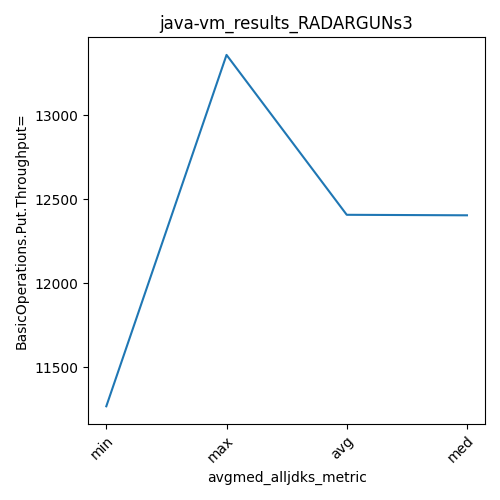 java-vm_results_RADARGUNs3
BasicOperations.Put.Throughput=
13000
12500
12000
11500
min
max
avg
med
avgmed_alljdks_metric